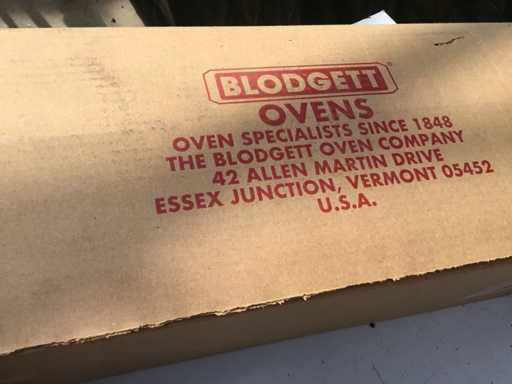 BLODGETT®
OVENS
OVEN SPECIALISTS SINCE 1848
THE BLODGETT OVEN COMPANY
42 ALLEN MARTIN DRIVE
ESSEX JUNCTION, VERMONT 05452
U.S.A.